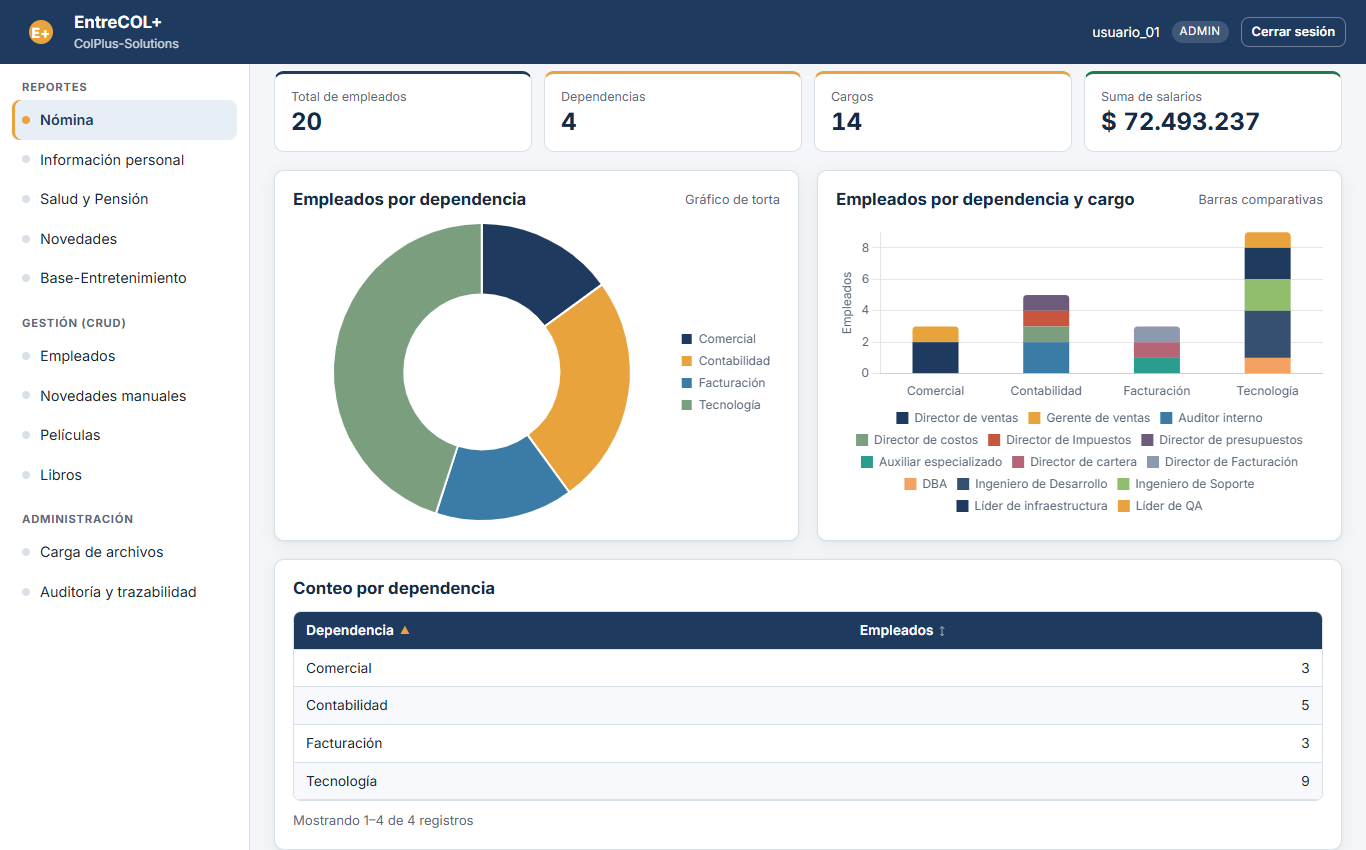 E+
EntreCOL+
ColPlus-Solutions
usuario_01
ADMIN
Cerrar sesión
REPORTES
Nómina
Información personal
Salud y Pensión
Novedades
Base-Entretenimiento
GESTIÓN (CRUD)
Empleados
Novedades manuales
Películas
Libros
ADMINISTRACIÓN
Carga de archivos
Auditoría y trazabilidad
Total de empleados
20
Dependencias
4
Cargos
14
Suma de salarios
$ 72.493.237
Empleados por dependencia
Gráfico de torta
Comercial
Contabilidad
Facturación
Tecnología
Empleados por dependencia y cargo
Barras comparativas
Empleados
8
6
4
2
0
Comercial Contabilidad Facturación Tecnología
Director de ventas Gerente de ventas Auditor interno
Director de costos Director de Impuestos Director de presupuestos
Auxiliar especializado Director de cartera Director de Facturación
DBA Ingeniero de Desarrollo Ingeniero de Soporte
Líder de infraestructura Líder de QA
Conteo por dependencia
Dependencia ▲ Empleados ↕
Comercial 3
Contabilidad 5
Facturación 3
Tecnología 9
Mostrando 1–4 de 4 registros